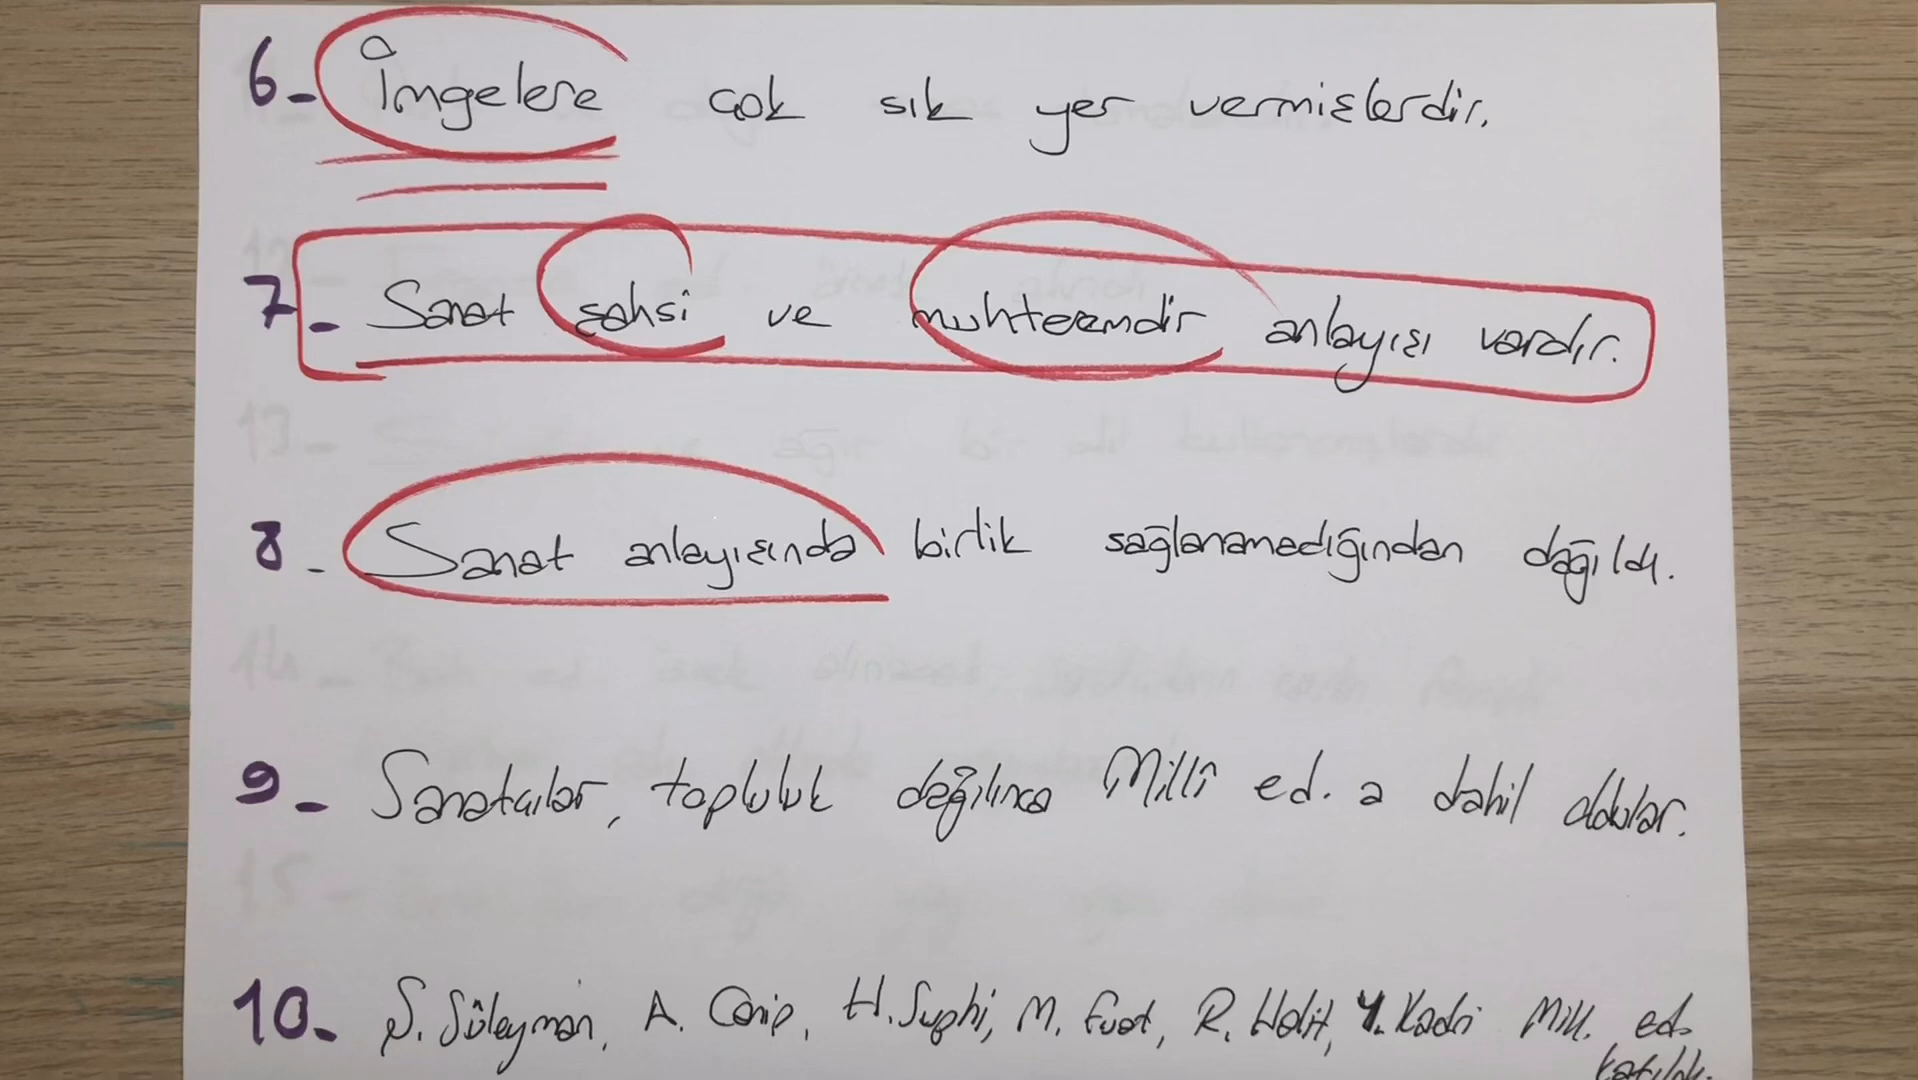 6- İmgelere çok sık yer vermişlerdir.
7- Sanat şahsi ve muhteremdir anlayışı vardır.
8- Sanat anlayışında birlik sağlanamadığından dağıldı.
9- Sanatçılar, topluluk dağılınca Millî ed. a dahil oldular.
10- Ş. Süleyman, A. Canip, H. Suphi, M. Fuat, R. Halit, Y. Kadri Mill. ed.
katıldı.